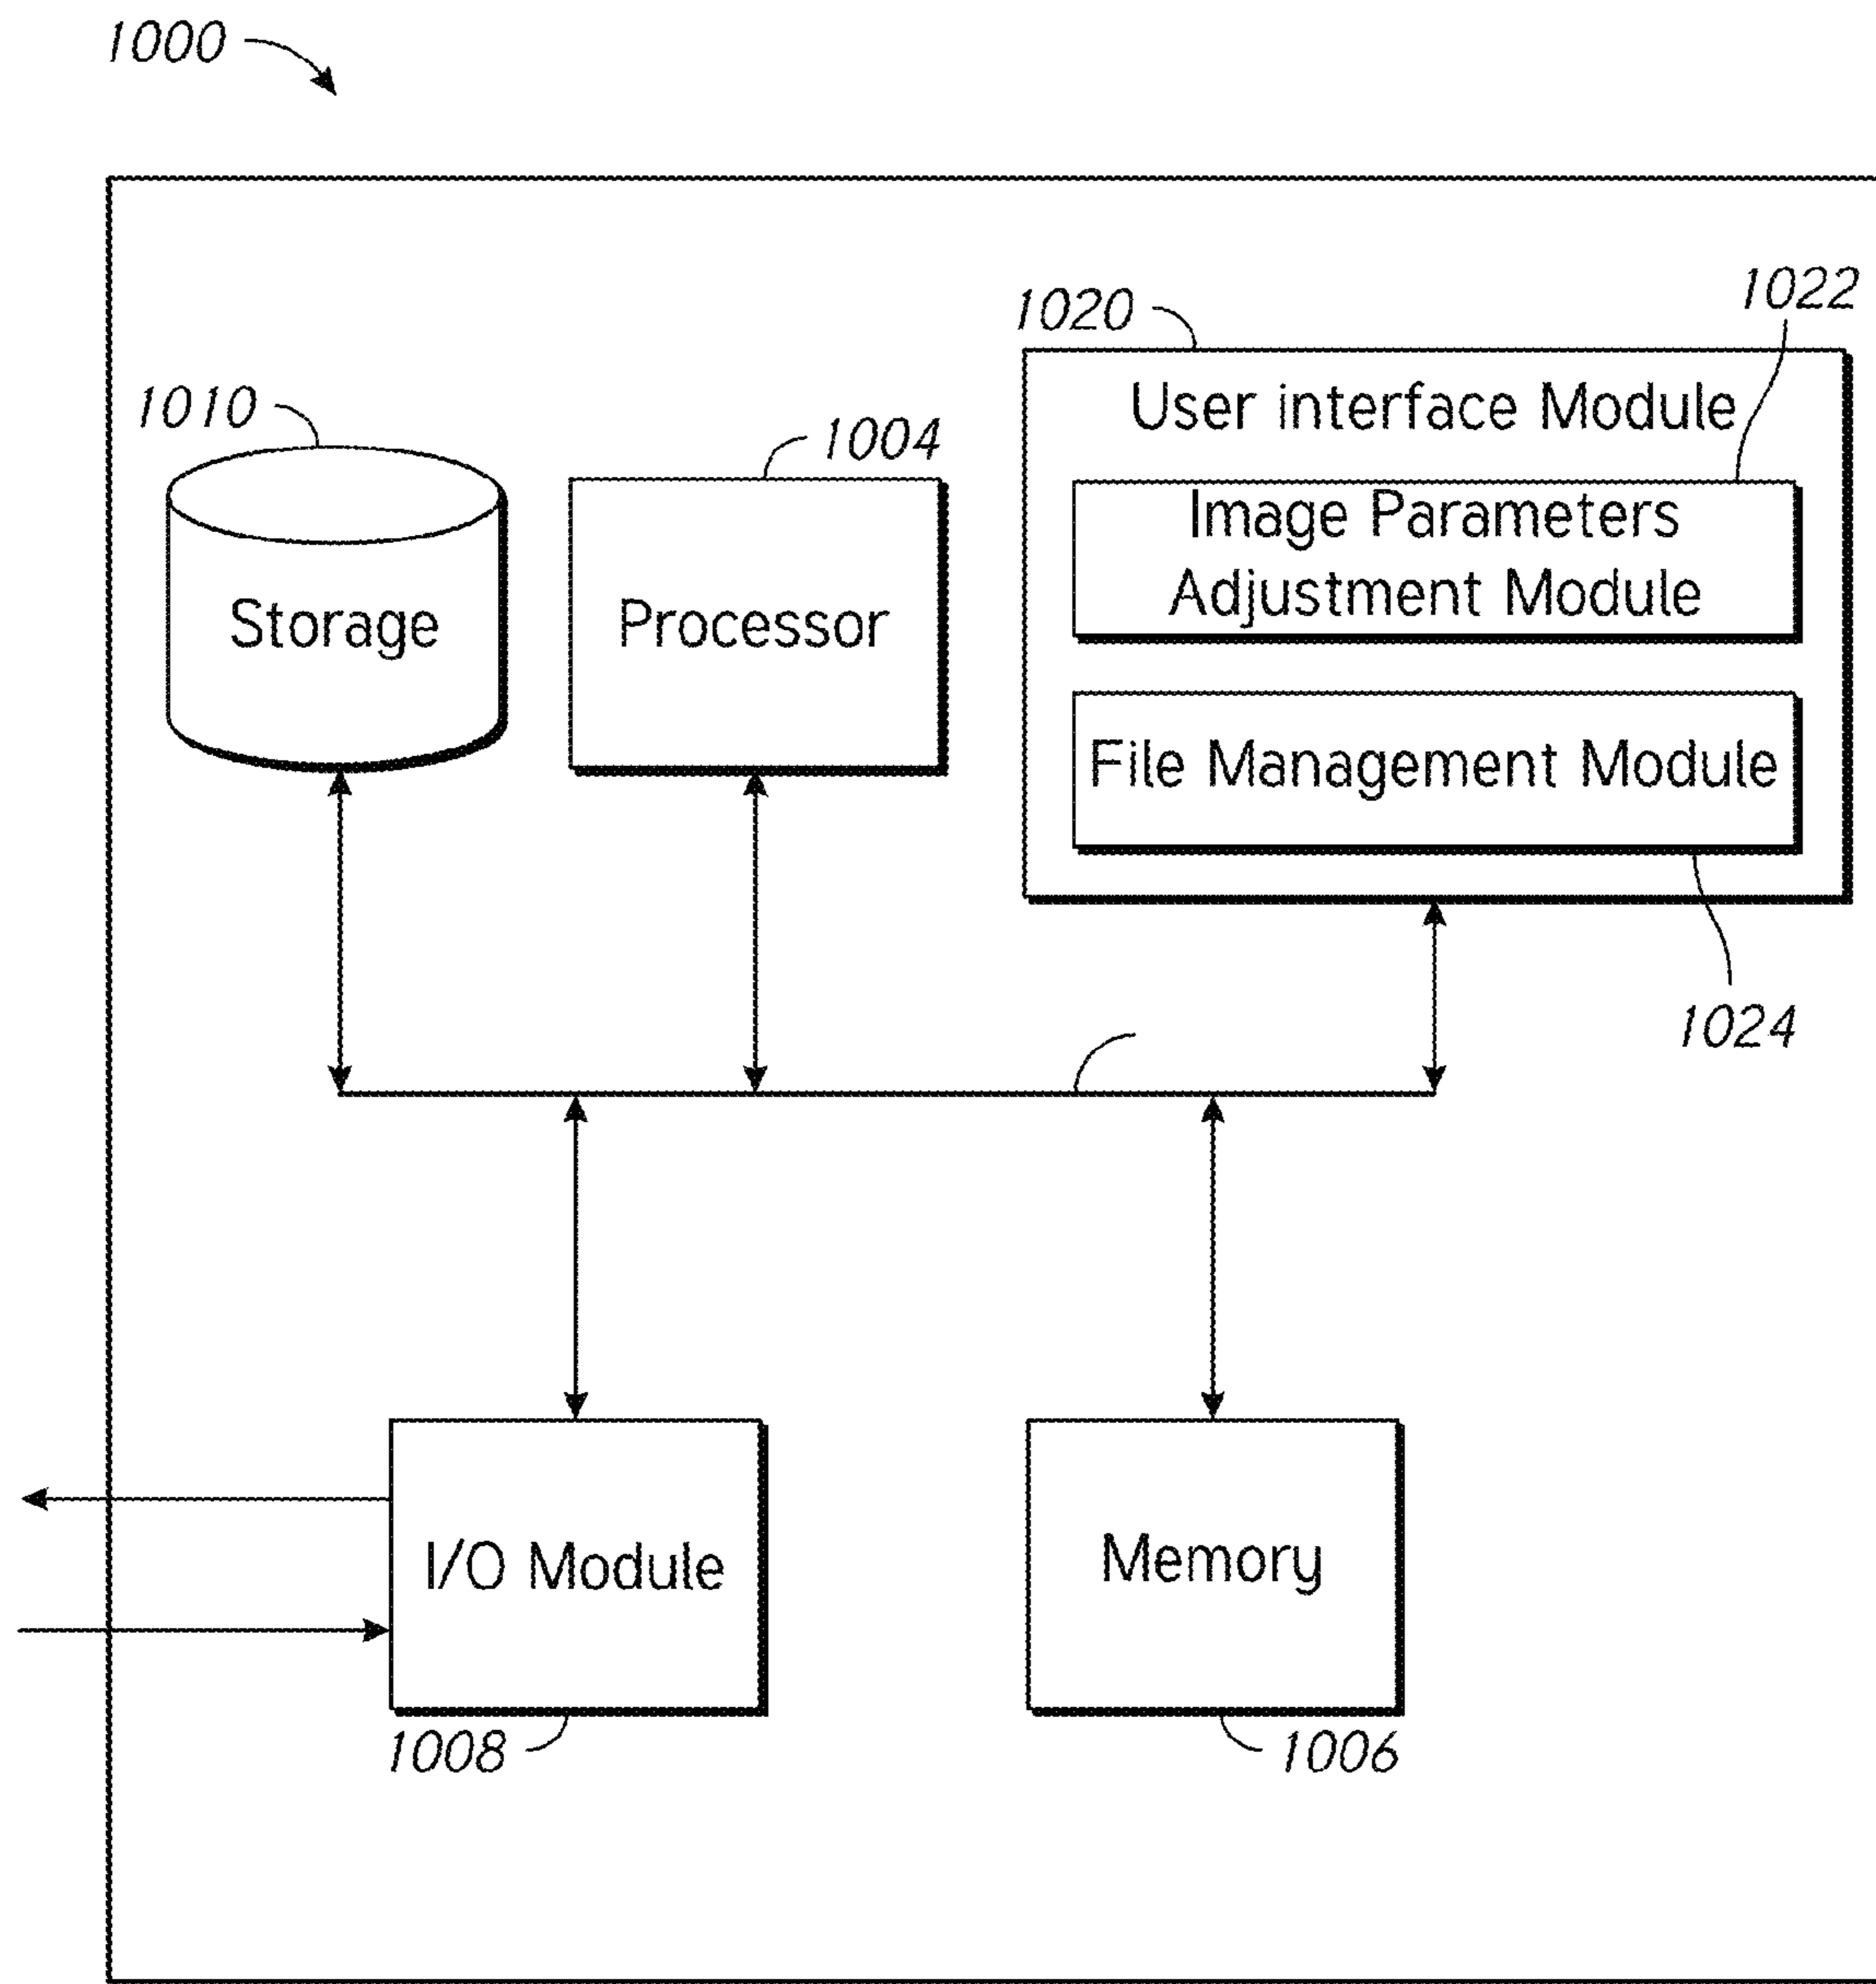 1000
1022
1020
User interface Module
1010
1004
Image Parameters
Adjustment Module
Storage
Processor
File Management Module
1024
I/O Module
Memory
1008
1006